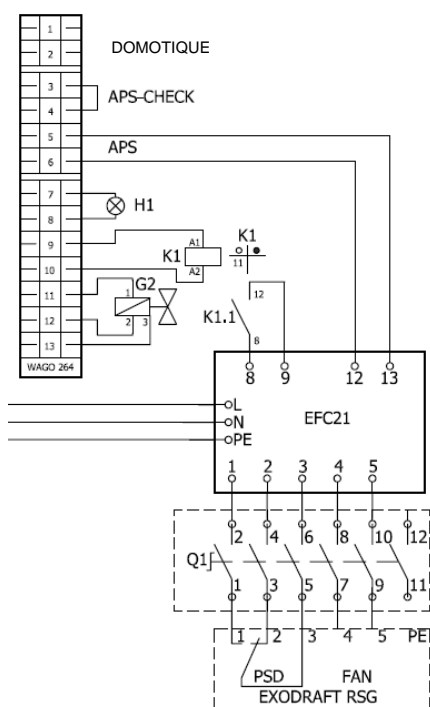 1
2
DOMOTIQUE
3
4
APS-CHECK
5
6
APS
7
8
H1
9
10
K1
A1
A2
K1
11
11
12
13
G2
1
2 3
WAGO 264
12
K1.1
8
8 9 12 13
L
N
PE
EFC21
1 2 3 4 5
2 4 6 8 10 12
Q1
1 3 5 7 9 11
1 2 3 4 5 PE
PSD FAN
EXODRAFT RSG